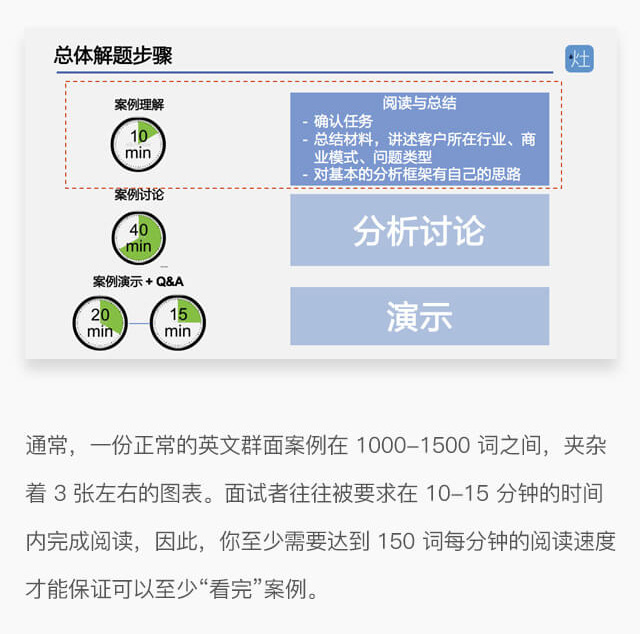 总体解题步骤
灶
案例理解
10
min
阅读与总结
- 确认任务
- 总结材料，讲述客户所在行业、商
业模式、问题类型
- 对基本的分析框架有自己的思路
案例讨论
40
min
分析讨论
案例演示 + Q&A
20
min
15
min
演示
通常，一份正常的英文群面案例在 1000-1500 词之间，夹杂
着 3 张左右的图表。面试者往往被要求在 10-15 分钟的时间
内完成阅读，因此，你至少需要达到 150 词每分钟的阅读速度
才能保证可以至少“看完”案例。